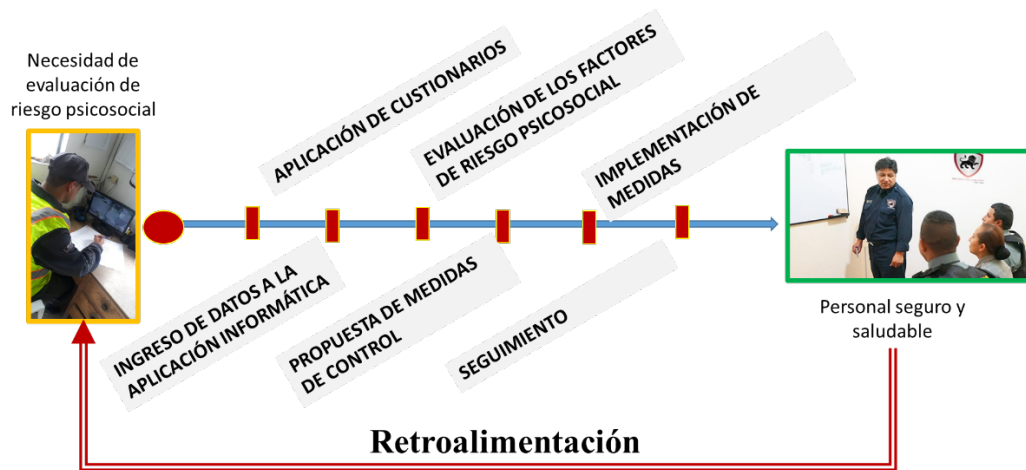 Necesidad de
evaluación de
riesgo psicosocial
APLICACIÓN DE CUSTIONARIOS
EVALUACIÓN DE LOS FACTORES
DE RIESGO PSICOSOCIAL
IMPLEMENTACIÓN DE
MEDIDAS
INGRESO DE DATOS A LA
APLICACIÓN INFORMÁTICA
PROPUESTA DE MEDIDAS
DE CONTROL
SEGUIMIENTO
Personal seguro y
saludable
Retroalimentación